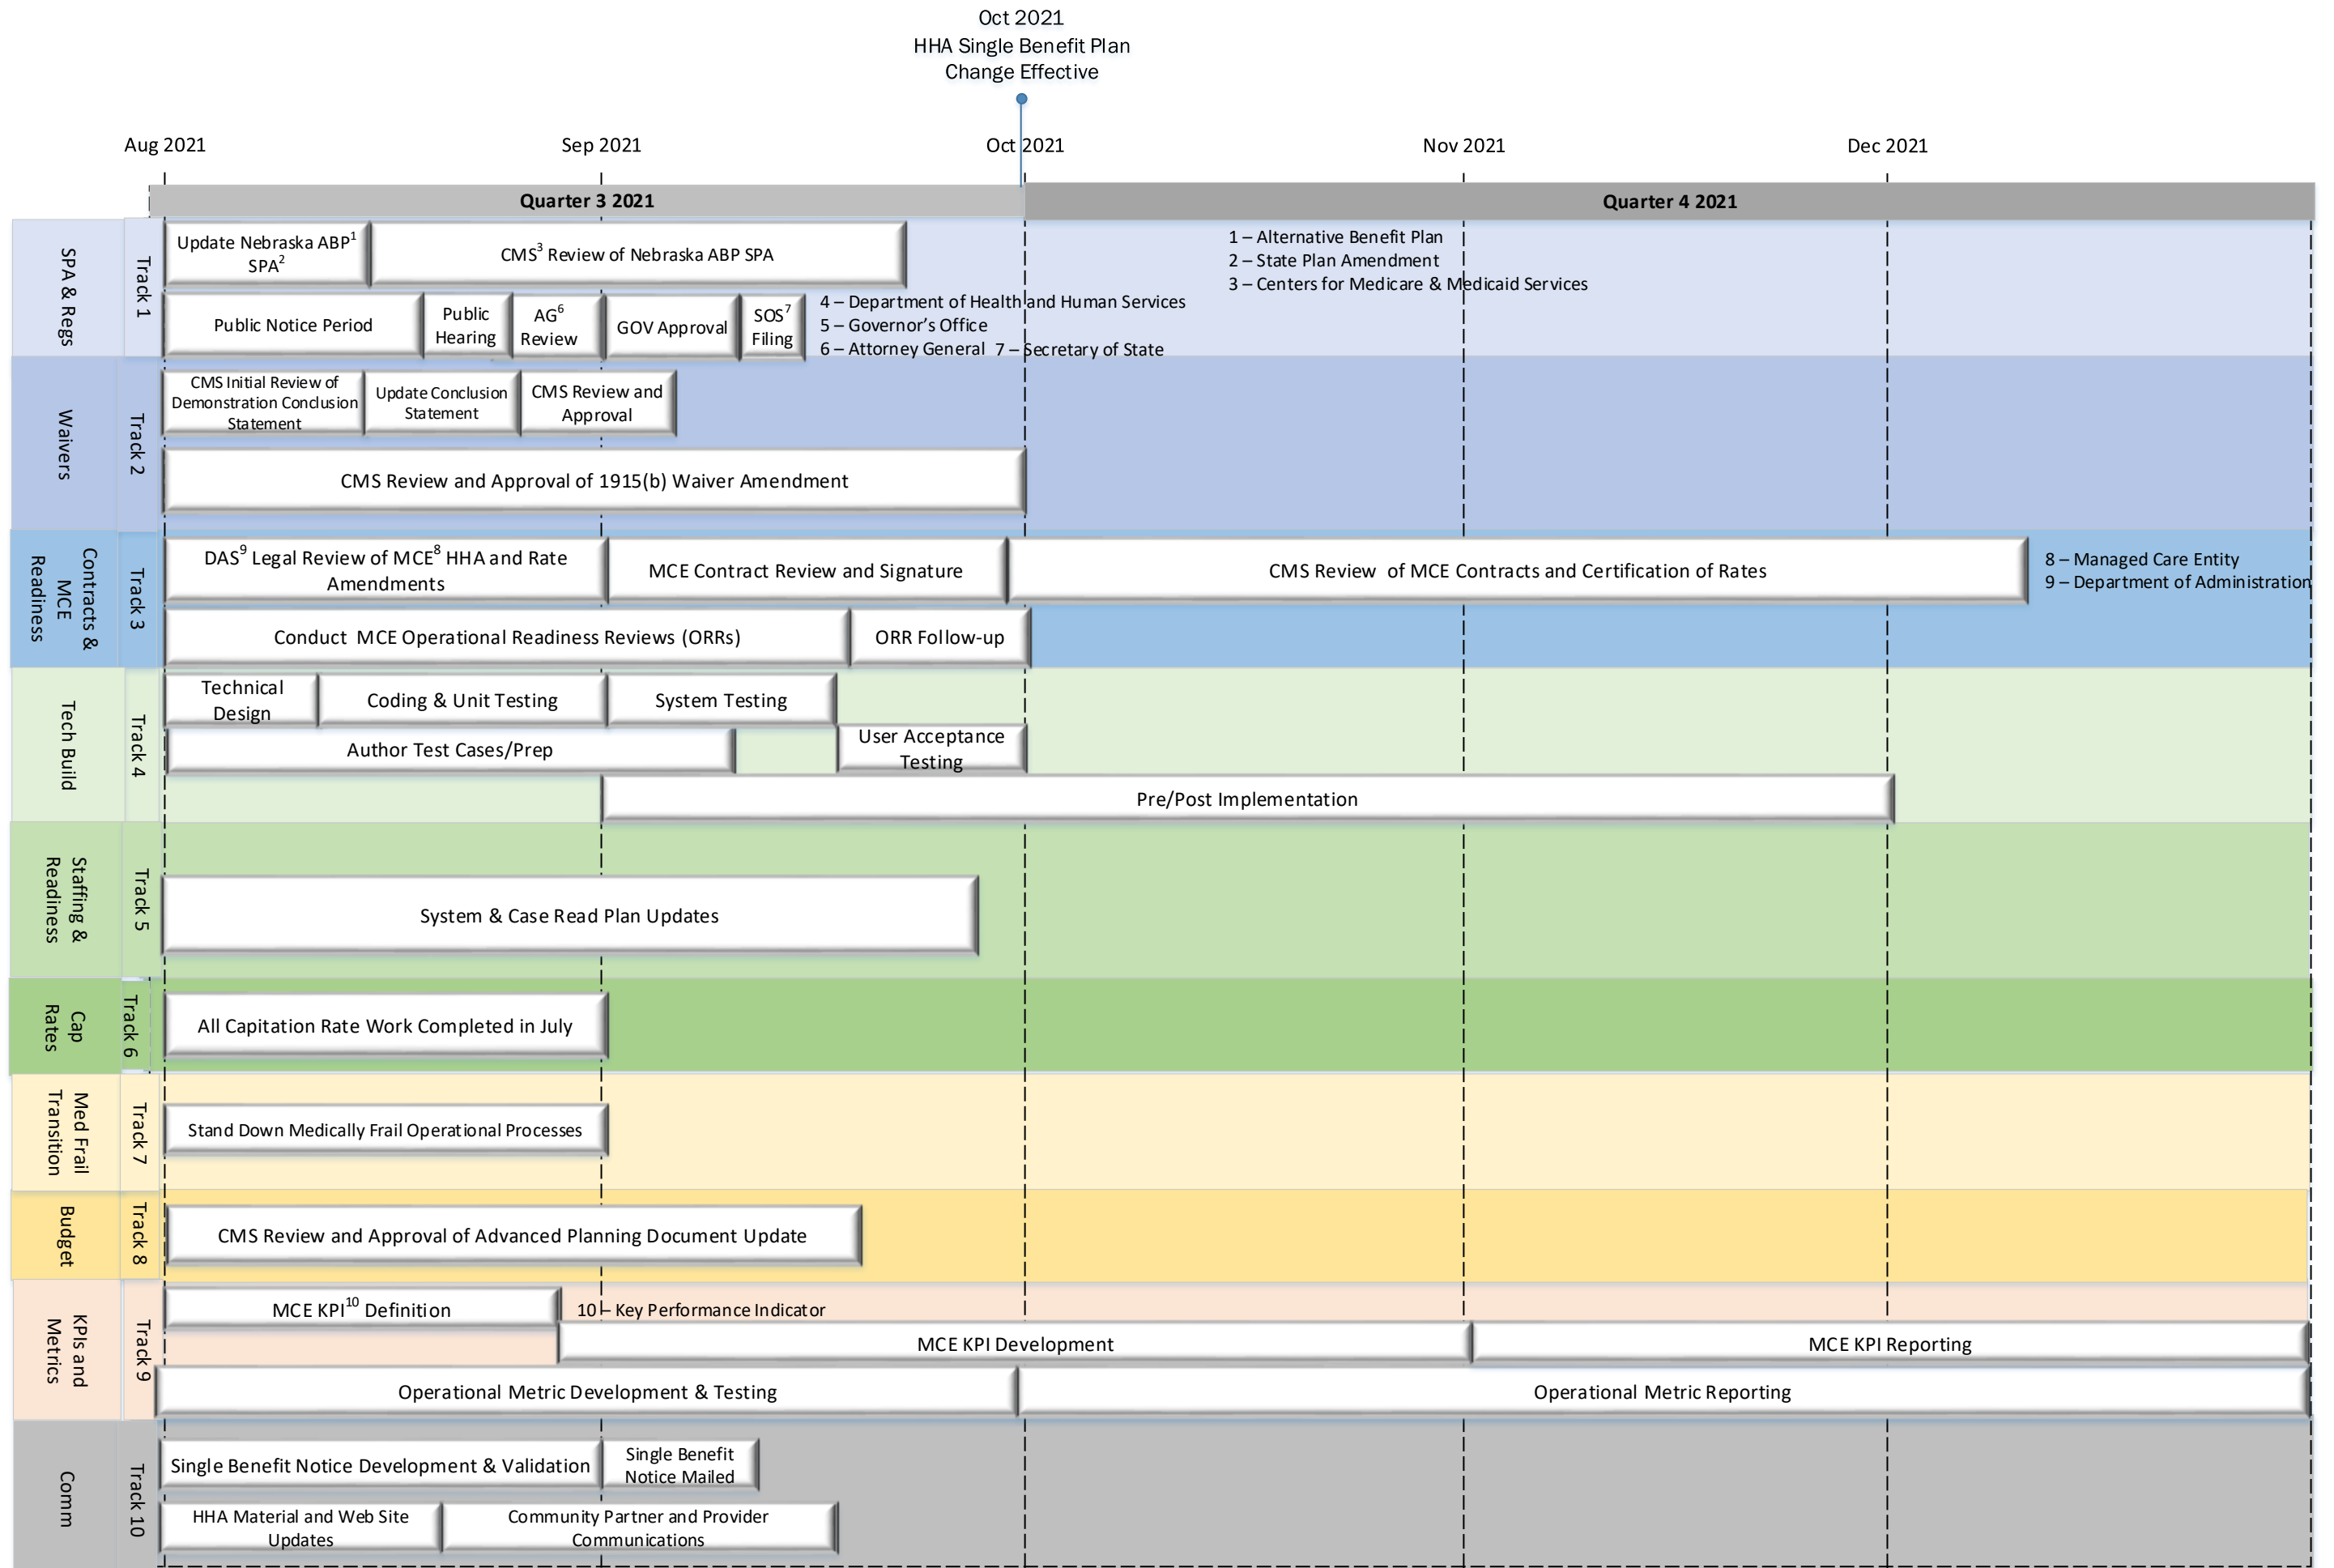 Oct 2021
HHA Single Benefit Plan
Change Effective
Aug 2021
Sep 2021
Oct 2021
Nov 2021
Dec 2021
Quarter 3 2021
Quarter 4 2021
SPA & Regs
Track 1
Update Nebraska ABP1
SPA2
CMS3 Review of Nebraska ABP SPA
1 – Alternative Benefit Plan
2 – State Plan Amendment
3 – Centers for Medicare & Medicaid Services
Public Notice Period
Public
Hearing
AG6
Review
GOV Approval
SOS7
Filing
4 – Department of Health and Human Services
5 – Governor's Office
6 – Attorney General 7 – Secretary of State
Waivers
Track 2
CMS Initial Review of
Demonstration Conclusion
Statement
Update Conclusion
Statement
CMS Review and
Approval
CMS Review and Approval of 1915(b) Waiver Amendment
Contracts &
MCE
Readiness
Track 3
DAS9 Legal Review of MCE8 HHA and Rate
Amendments
MCE Contract Review and Signature
CMS Review of MCE Contracts and Certification of Rates
8 – Managed Care Entity
9 – Department of Administration
Conduct MCE Operational Readiness Reviews (ORRs)
ORR Follow-up
Tech Build
Track 4
Technical
Design
Coding & Unit Testing
System Testing
Author Test Cases/Prep
User Acceptance
Testing
Pre/Post Implementation
Staffing &
Readiness
Track 5
System & Case Read Plan Updates
Cap
Rates
Track 6
All Capitation Rate Work Completed in July
Med Frail
Transition
Track 7
Stand Down Medically Frail Operational Processes
Budget
Track 8
CMS Review and Approval of Advanced Planning Document Update
KPIs and
Metrics
Track 9
MCE KPI10 Definition
10 – Key Performance Indicator
MCE KPI Development
MCE KPI Reporting
Operational Metric Development & Testing
Operational Metric Reporting
Comm
Track 10
Single Benefit Notice Development & Validation
Single Benefit
Notice Mailed
HHA Material and Web Site
Updates
Community Partner and Provider
Communications